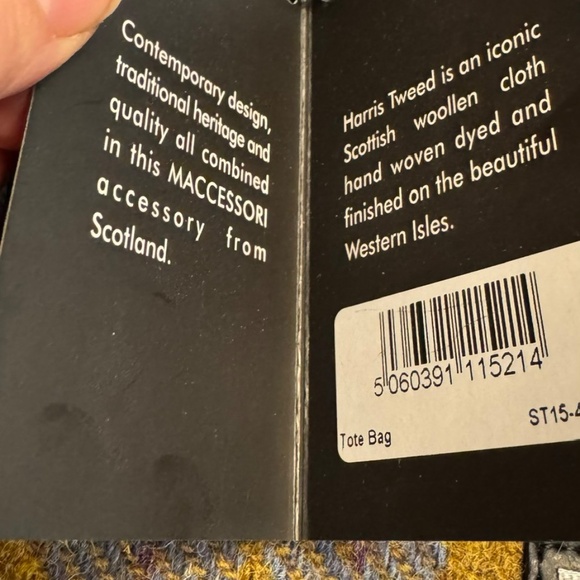 Contemporary design,
traditional heritage and
quality all combined
in this MACCESSORI
accessory from
Scotland.
Harris Tweed is an iconic
Scottish woollen cloth
hand woven dyed and
finished on the beautiful
Western Isles.
5 060391 115214
Tote Bag
ST15-4